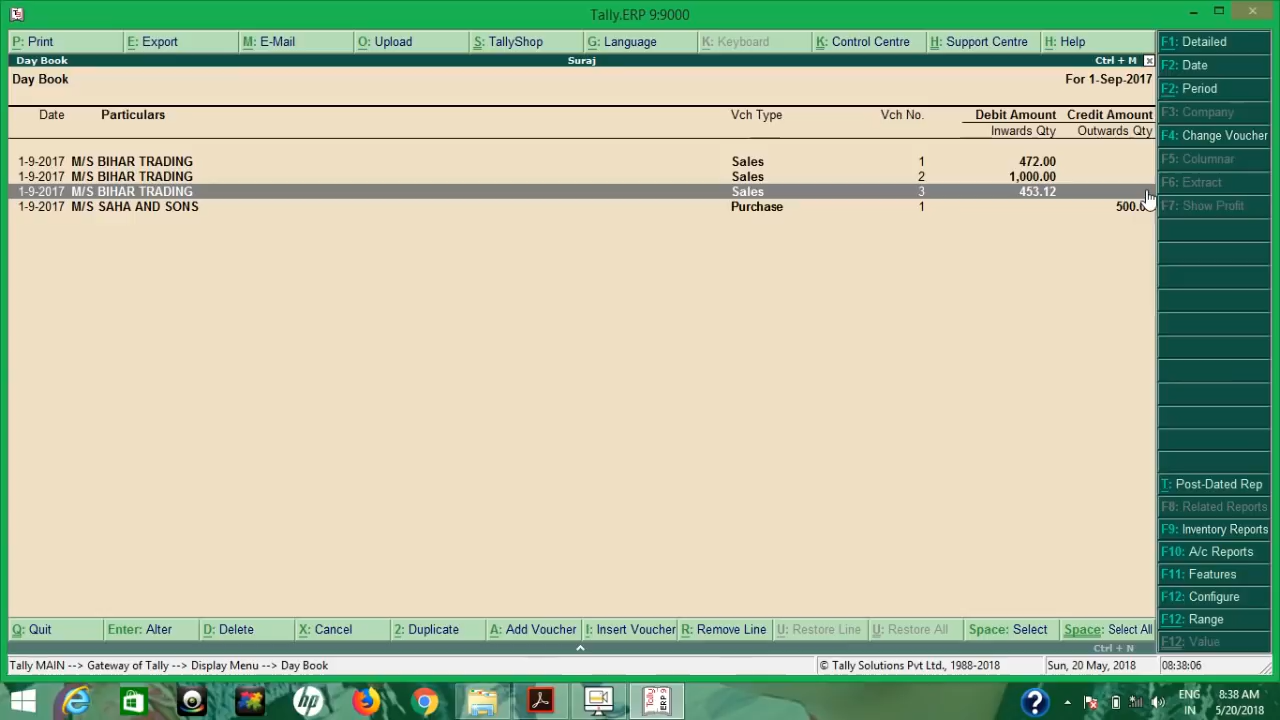 Tally.ERP 9:9000
P: Print E: Export M: E-Mail O: Upload S: TallyShop G: Language K: Keyboard K: Control Centre H: Support Centre H: Help
Day Book Suraj Ctrl + M
Day Book For 1-Sep-2017
Date Particulars Vch Type Vch No. Debit Amount Credit Amount
Inwards Qty Outwards Qty
1-9-2017 M/S BIHAR TRADING Sales 1 472.00
1-9-2017 M/S BIHAR TRADING Sales 2 1,000.00
1-9-2017 M/S BIHAR TRADING Sales 3 453.12
1-9-2017 M/S SAHA AND SONS Purchase 1
F1: Detailed
F2: Date
F2: Period
F3: Company
F4: Change Voucher
F5: Columnar
F6: Extract
F7: Show Profit
T: Post-Dated Rep
F8: Related Reports
F9: Inventory Reports
F10: A/c Reports
F11: Features
F12: Configure
F12: Range
F12: Value
Q: Quit Enter: Alter D: Delete X: Cancel 2: Duplicate A: Add Voucher I: Insert Voucher R: Remove Line U: Restore Line U: Restore All Space: Select Space: Select All
Ctrl + N
Tally MAIN --> Gateway of Tally --> Display Menu --> Day Book © Tally Solutions Pvt Ltd., 1988-2018 Sun, 20 May, 2018 08:38:06
hp Tally ERP 9 ? ENG 8:38 AM
IN 5/20/2018